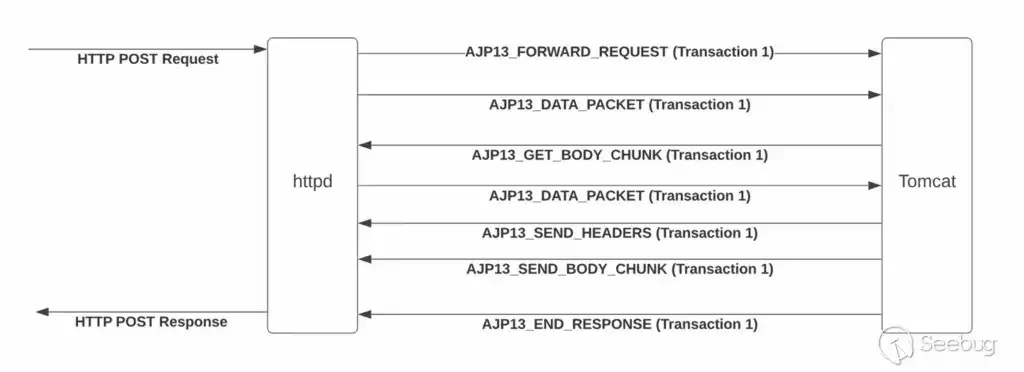 AJP13_FORWARD_REQUEST (Transaction 1)
HTTP POST Request
AJP13_DATA_PACKET (Transaction 1)
AJP13_GET_BODY_CHUNK (Transaction 1)
httpd
Tomcat
AJP13_DATA_PACKET (Transaction 1)
AJP13_SEND_HEADERS (Transaction 1)
AJP13_SEND_BODY_CHUNK (Transaction 1)
HTTP POST Response
AJP13_END_RESPONSE (Transaction 1)
Seebug